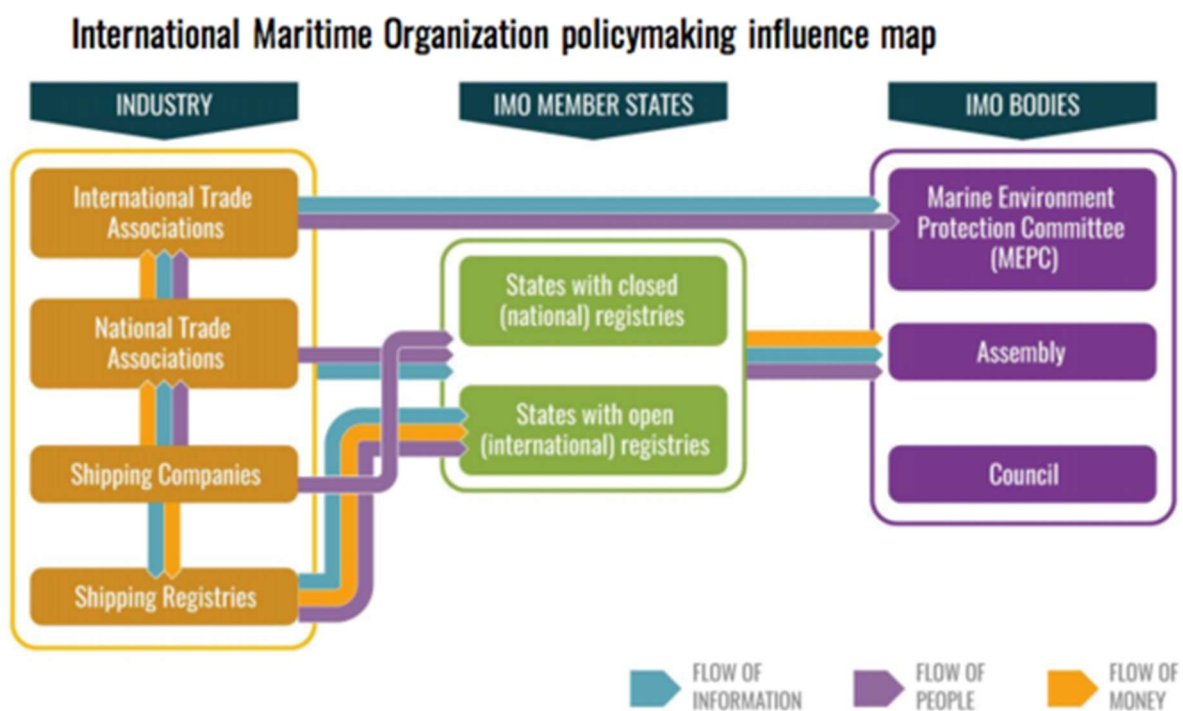 International Maritime Organization policymaking influence map
INDUSTRY
IMO MEMBER STATES
IMO BODIES
International Trade
Associations
National Trade
Associations
Shipping Companies
Shipping Registries
States with closed
(national) registries
States with open
(international) registries
Marine Environment
Protection Committee
(MEPC)
Assembly
Council
FLOW OF
INFORMATION
FLOW OF
PEOPLE
FLOW OF
MONEY